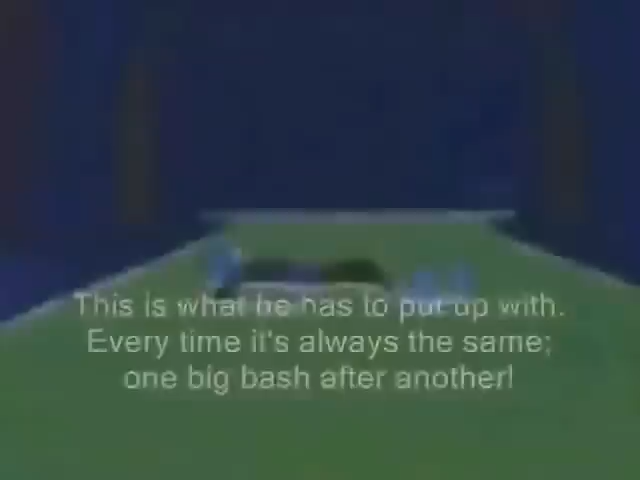 This is what he has to put up with.
Every time it's always the same;
one big bash after another!